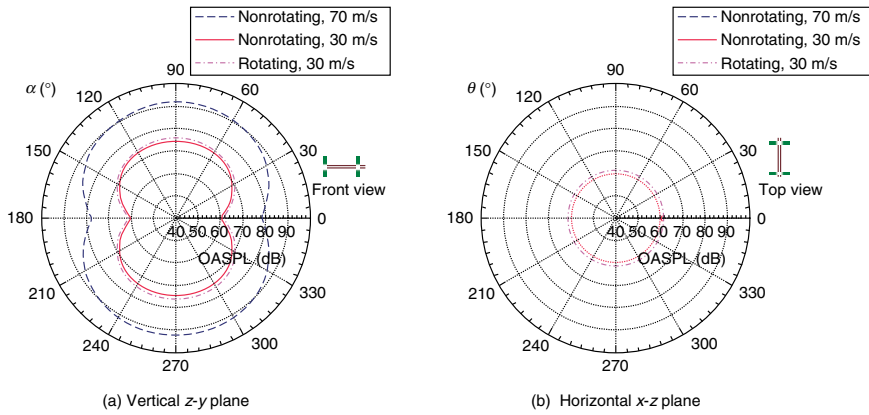 Nonrotating, 70 m/s
Nonrotating, 30 m/s
Rotating, 30 m/s
α (°)
90
60
30
0
330
300
270
240
210
180
150
120
40 50 60 70 80 90
OASPL (dB)
Front view
(a) Vertical z-y plane
Nonrotating, 70 m/s
Nonrotating, 30 m/s
Rotating, 30 m/s
θ (°)
90
60
30
0
330
300
270
240
210
180
150
120
40 50 60 70 80 90
OASPL (dB)
Top view
(b) Horizontal x-z plane